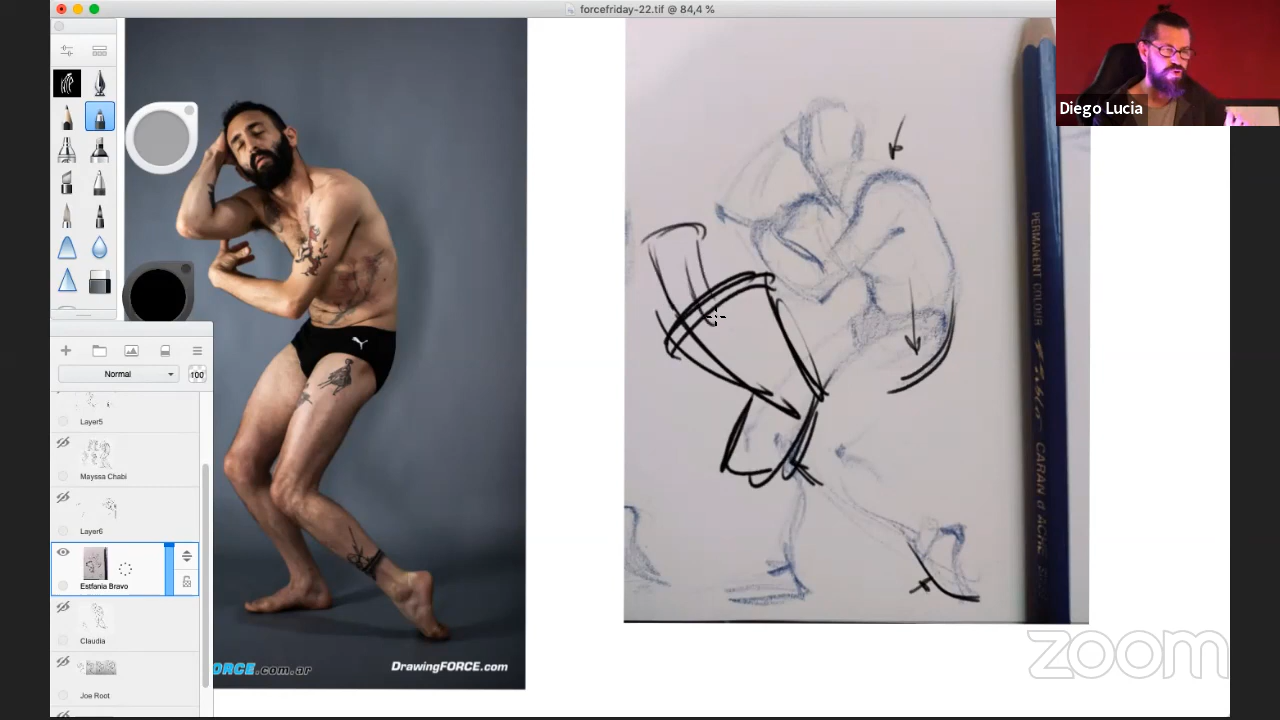 forcefriday-22.tif @ 84,4 %
Diego Lucia
Normal
100
Layer5
Mayssa Chabi
Layer6
Estfania Bravo
Claudia
Joe Root
ORCE.com.ar
DrawingFORCE.com
PERMANENT COLOUR
CARAN d'ACHE
zoom